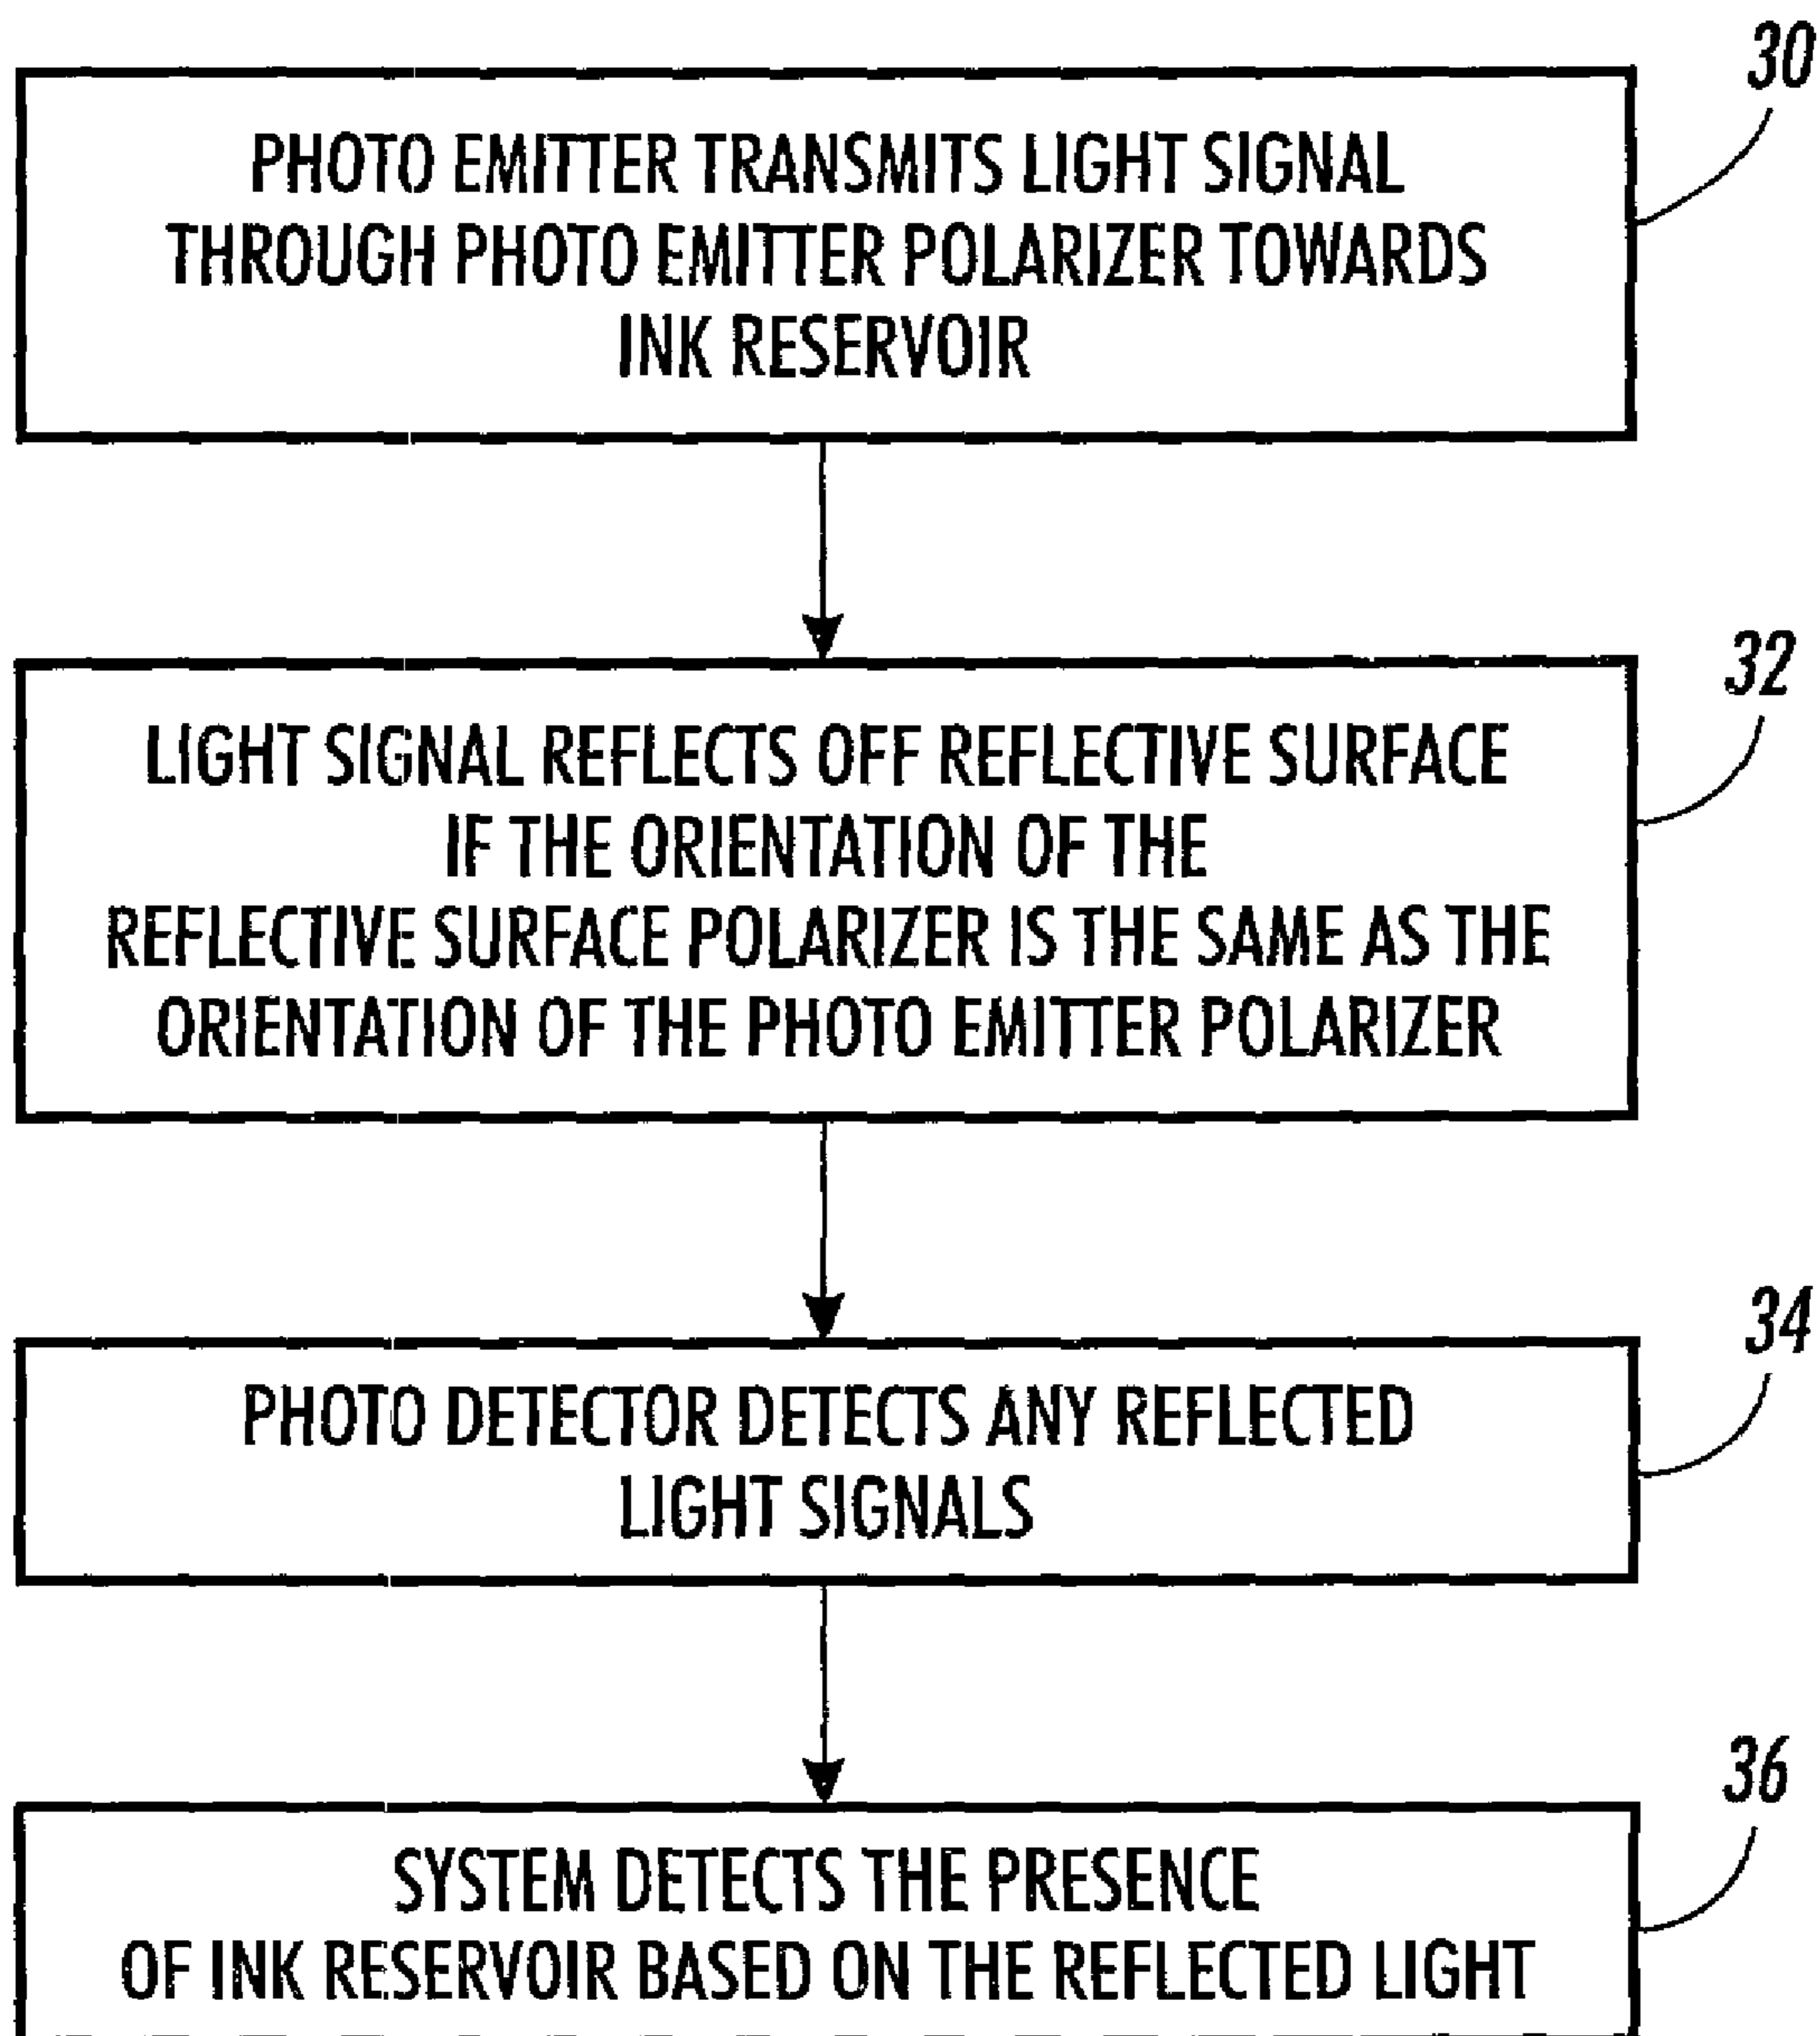 30
PHOTO EMITTER TRANSMITS LIGHT SIGNAL
THROUGH PHOTO EMITTER POLARIZER TOWARDS
INK RESERVOIR
32
LIGHT SIGNAL REFLECTS OFF REFLECTIVE SURFACE
IF THE ORIENTATION OF THE
REFLECTIVE SURFACE POLARIZER IS THE SAME AS THE
ORIENTATION OF THE PHOTO EMITTER POLARIZER
34
PHOTO DETECTOR DETECTS ANY REFLECTED
LIGHT SIGNALS
36
SYSTEM DETECTS THE PRESENCE
OF INK RESERVOIR BASED ON THE REFLECTED LIGHT